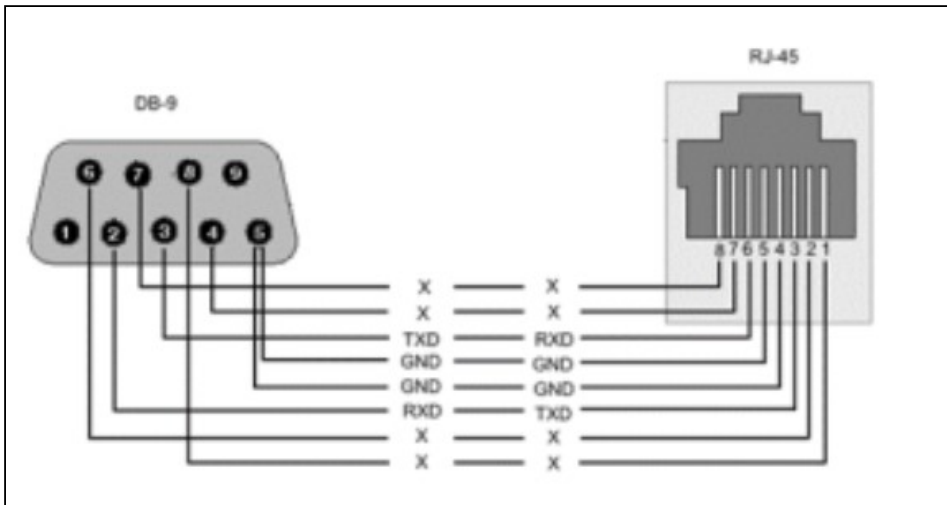 RJ-45
DB-9
6 7 8 9
1 2 3 4 5
8 7 6 5 4 3 2 1
X X
X X
TXD RXD
GND GND
GND GND
RXD TXD
X X
X X